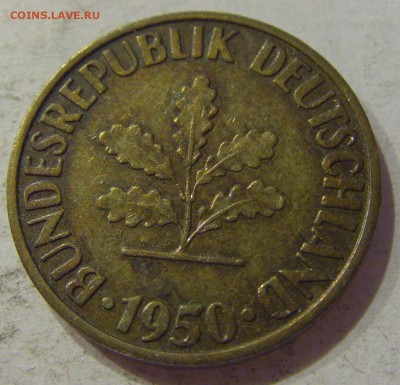 COINS.LAVE.RU
BUNDESREPUBLIK DEUTSCHLAND
· 1950 ·